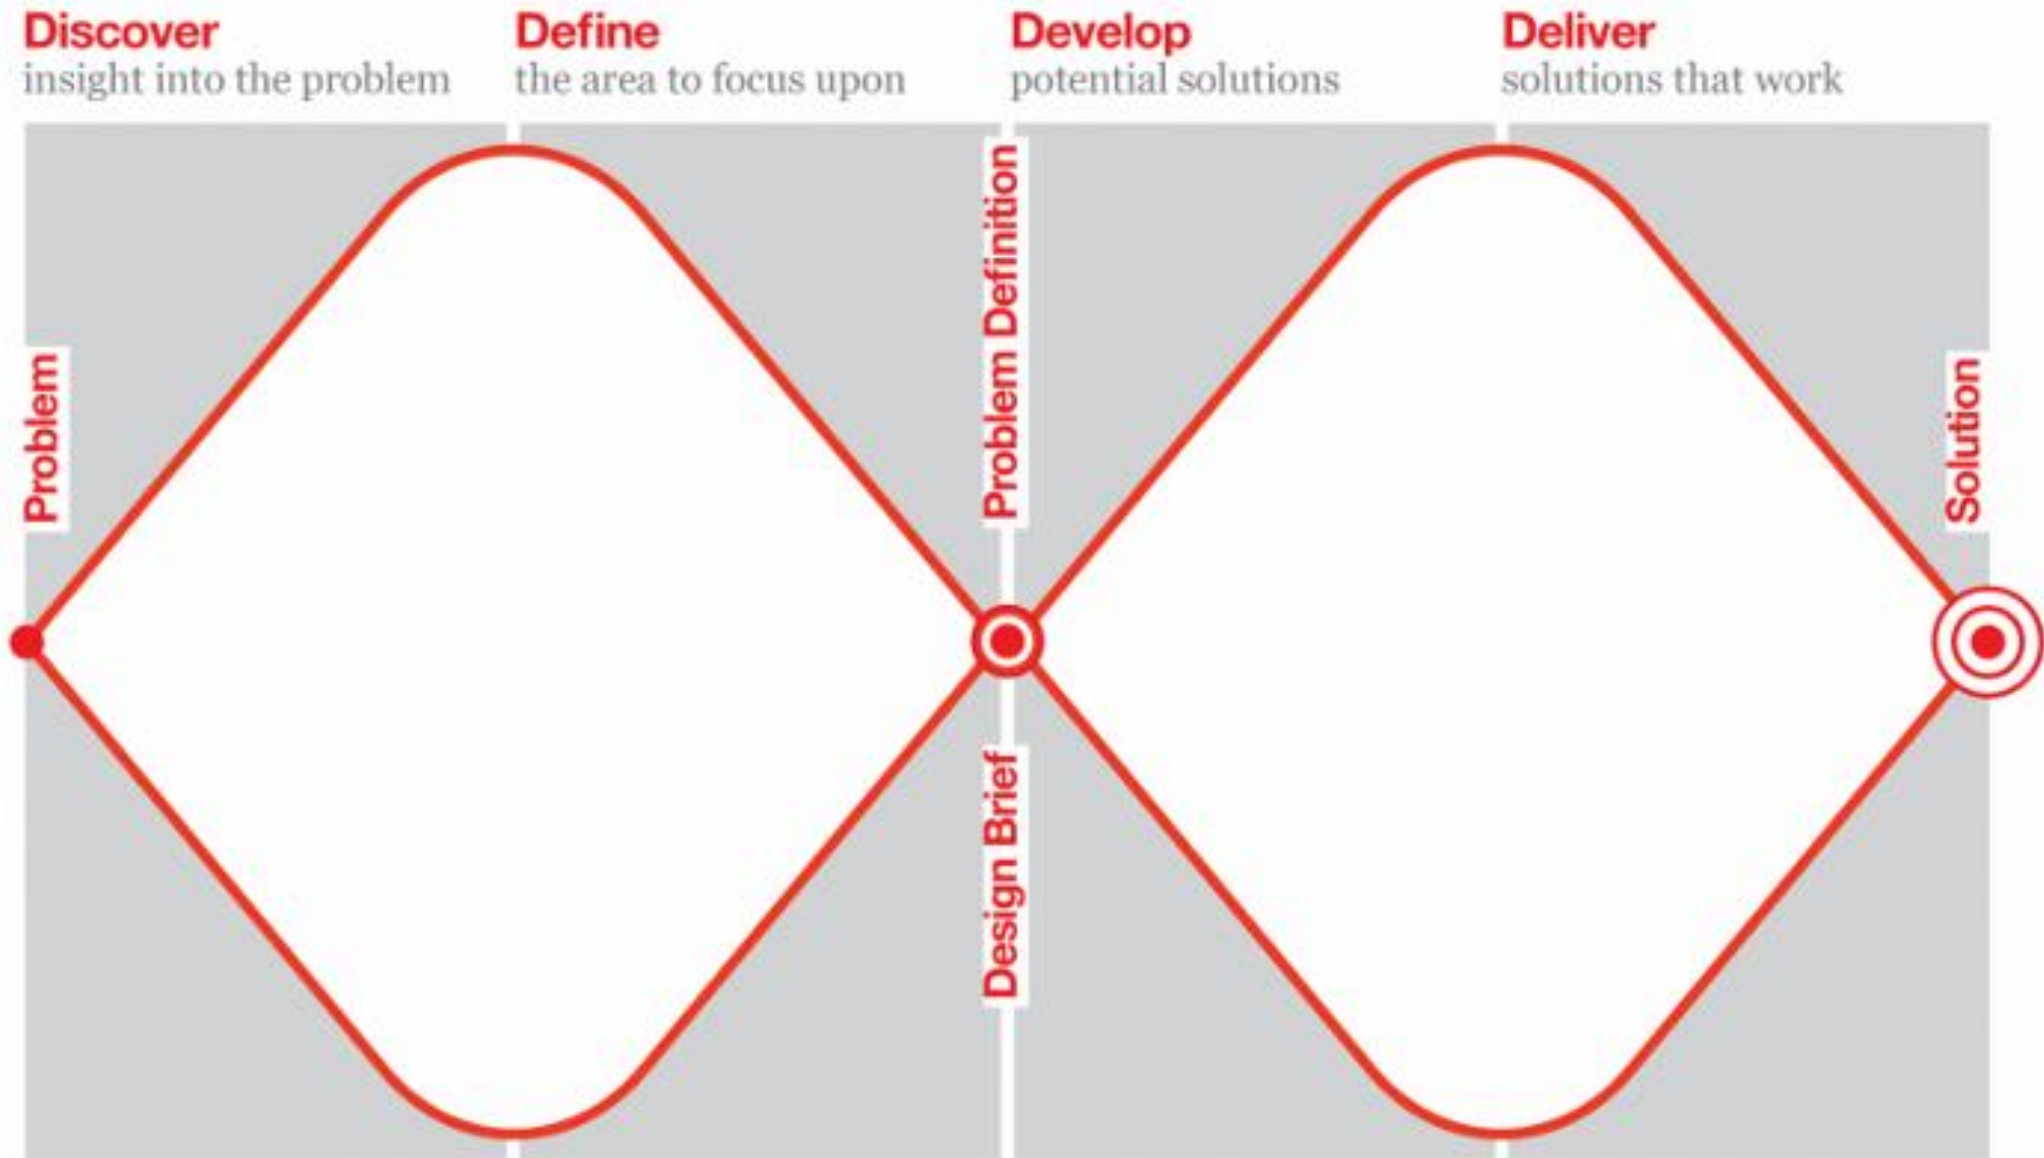 Discover
insight into the problem
Define
the area to focus upon
Develop
potential solutions
Deliver
solutions that work
Problem
Problem Definition
Design Brief
Solution